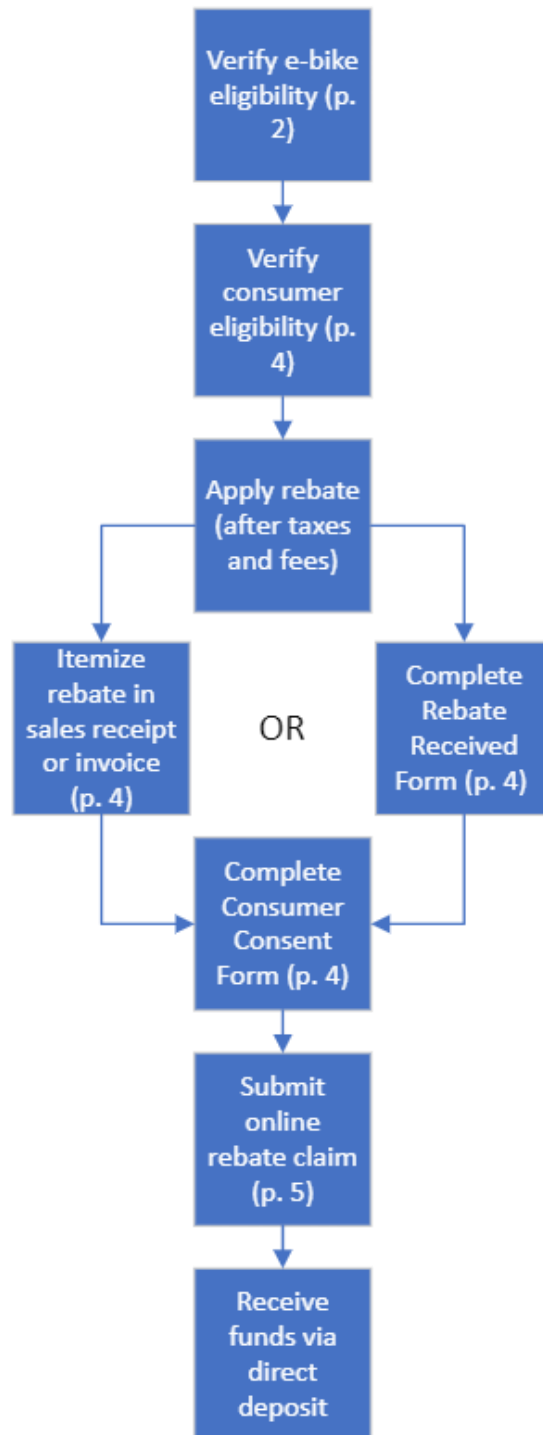 Verify e-bike
eligibility (p.
2)
Verify
consumer
eligibility (p.
4)
Apply rebate
(after taxes
and fees)
Itemize
rebate in
sales receipt
or invoice
(p. 4)
OR
Complete
Rebate
Received
Form (p. 4)
Complete
Consumer
Consent
Form (p. 4)
Submit
online
rebate claim
(p. 5)
Receive
funds via
direct
deposit